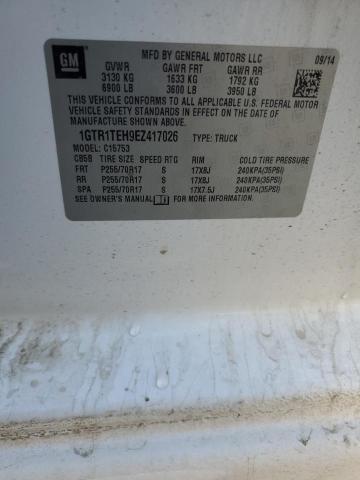 GM
MFD BY GENERAL MOTORS LLC 09/14
GVWR GAWR FRT GAWR RR
3130 KG 1633 KG 1792 KG
6900 LB 3600 LB 3950 LB
THIS VEHICLE CONFORMS TO ALL APPLICABLE U.S. FEDERAL MOTOR
VEHICLE SAFETY STANDARDS IN EFFECT ON THE DATE OF
MANUFACTURE SHOWN ABOVE.
1GTR1TEH9EZ417026 TYPE: TRUCK
MODEL: C15753
CB5B TIRE SIZE SPEED RTG RIM COLD TIRE PRESSURE
FRT P255/70R17 S 17X8J 240KPA(35PSI)
RR P255/70R17 S 17X8J 240KPA(35PSI)
SPA P255/70R17 S 17X7.5J 240KPA(35PSI)
SEE OWNER'S MANUAL FOR MORE INFORMATION.